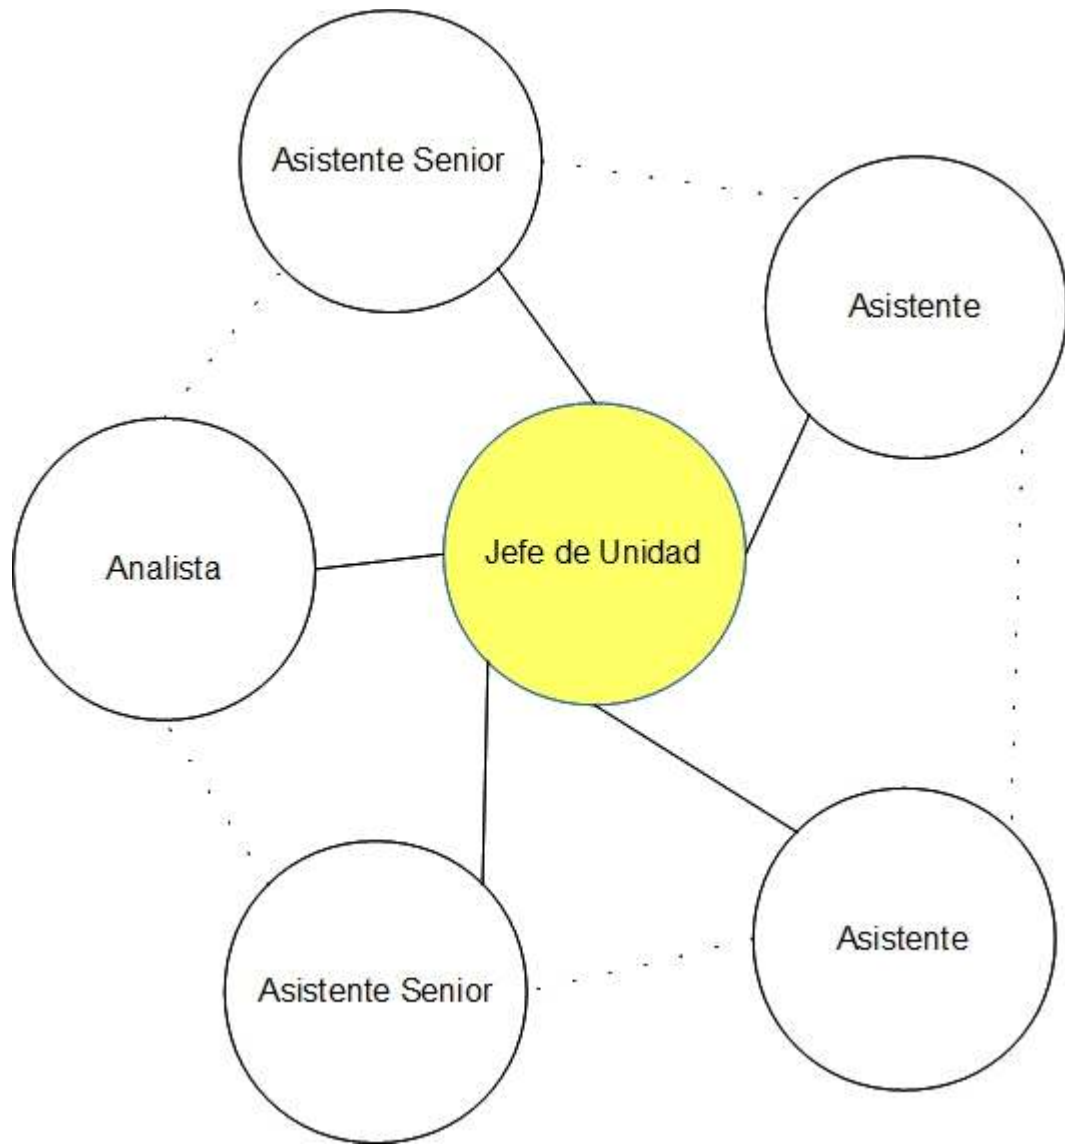 Asistente Senior
Asistente
Jefe de Unidad
Analista
Asistente
Asistente Senior